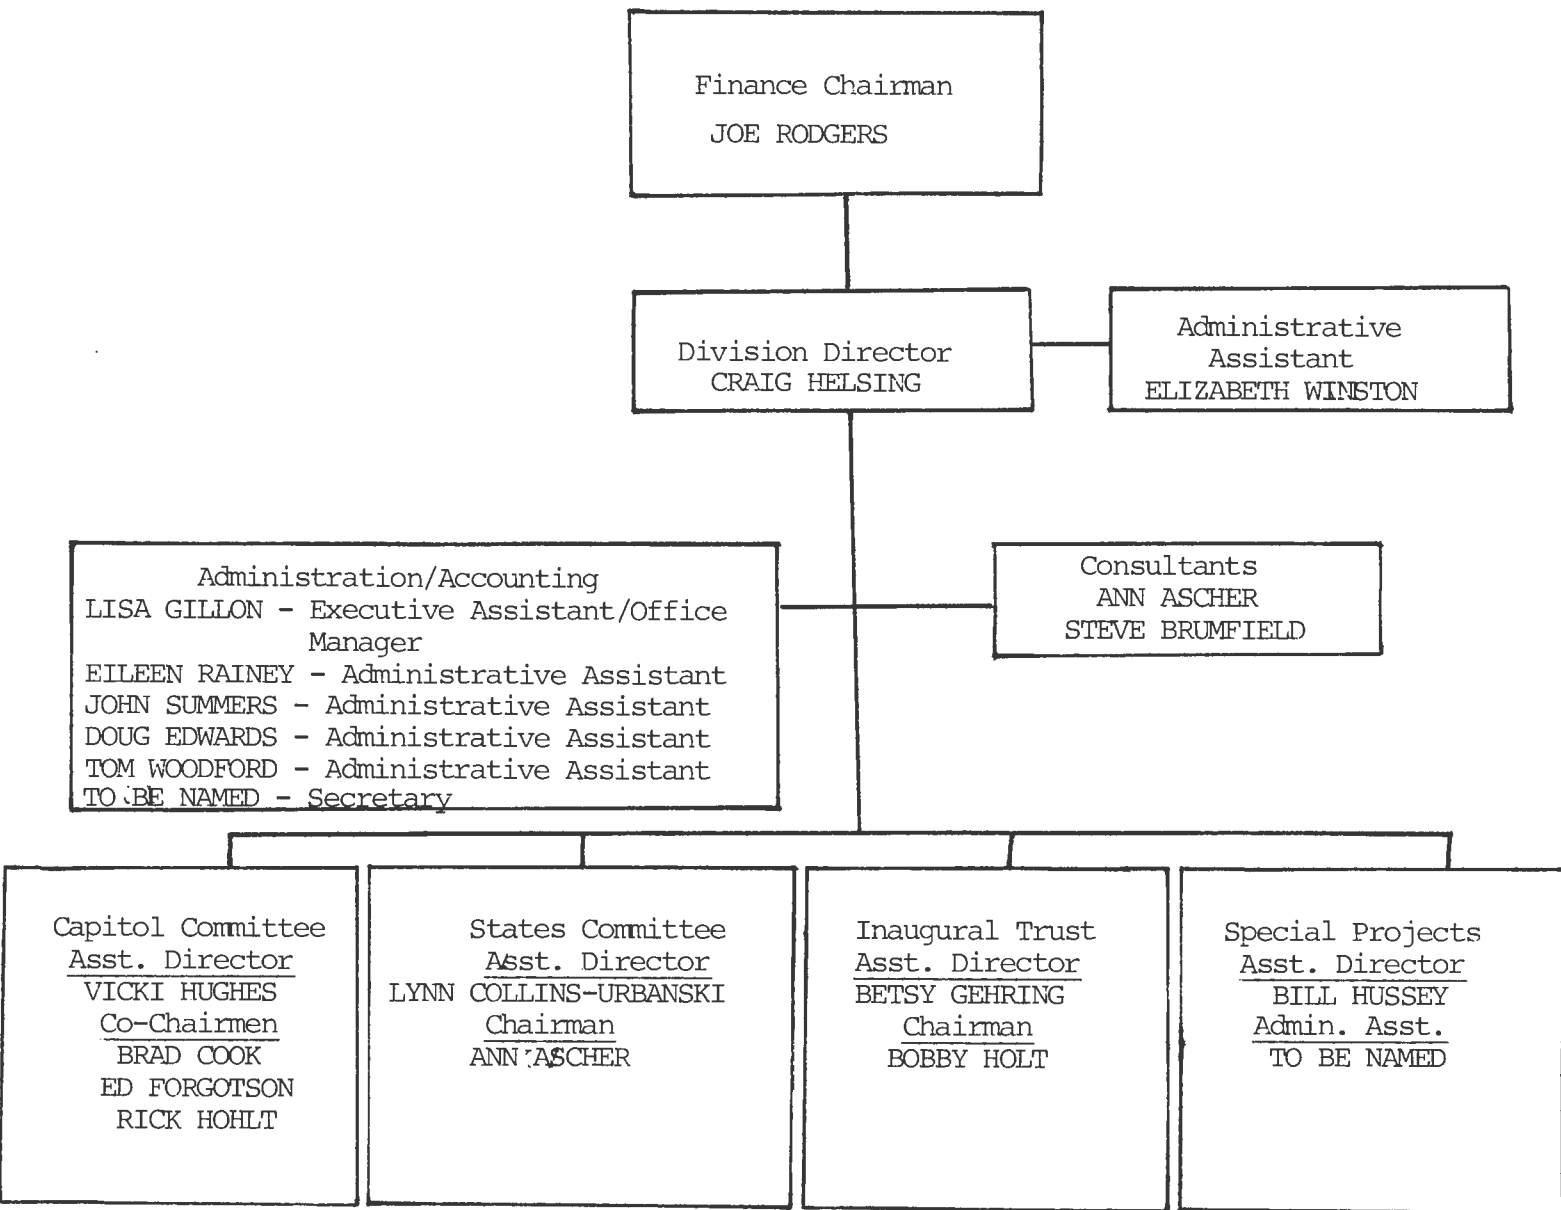 Finance Chairman
JOE RODGERS
Division Director
CRAIG HELSING
Administrative
Assistant
ELIZABETH WINSTON
Administration/Accounting
LISA GILLON - Executive Assistant/Office
Manager
EILEEN RAINEY - Administrative Assistant
JOHN SUMMERS - Administrative Assistant
DOUG EDWARDS - Administrative Assistant
TOM WOODFORD - Administrative Assistant
TO BE NAMED - Secretary
Consultants
ANN ASCHER
STEVE BRUMFIELD
Capitol Committee
Asst. Director
VICKI HUGHES
Co-Chairmen
BRAD COOK
ED FORGOTSON
RICK HOHLT
States Committee
Asst. Director
LYNN COLLINS-URBANSKI
Chairman
ANN ASCHER
Inaugural Trust
Asst. Director
BETSY GEHRING
Chairman
BOBBY HOLT
Special Projects
Asst. Director
BILL HUSSEY
Admin. Asst.
TO BE NAMED